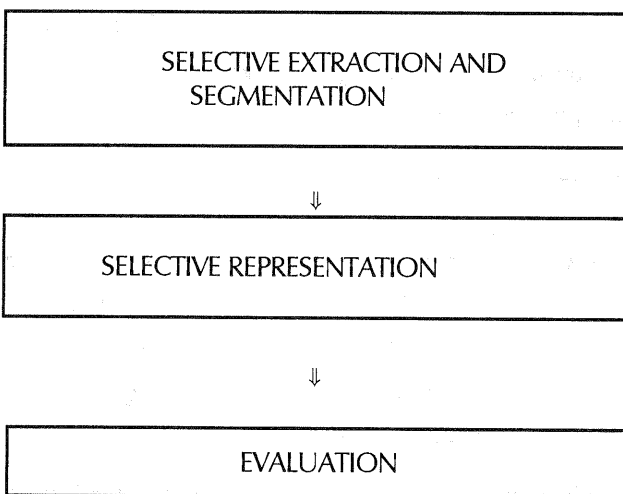 SELECTIVE EXTRACTION AND
SEGMENTATION
⇓
SELECTIVE REPRESENTATION
⇓
EVALUATION